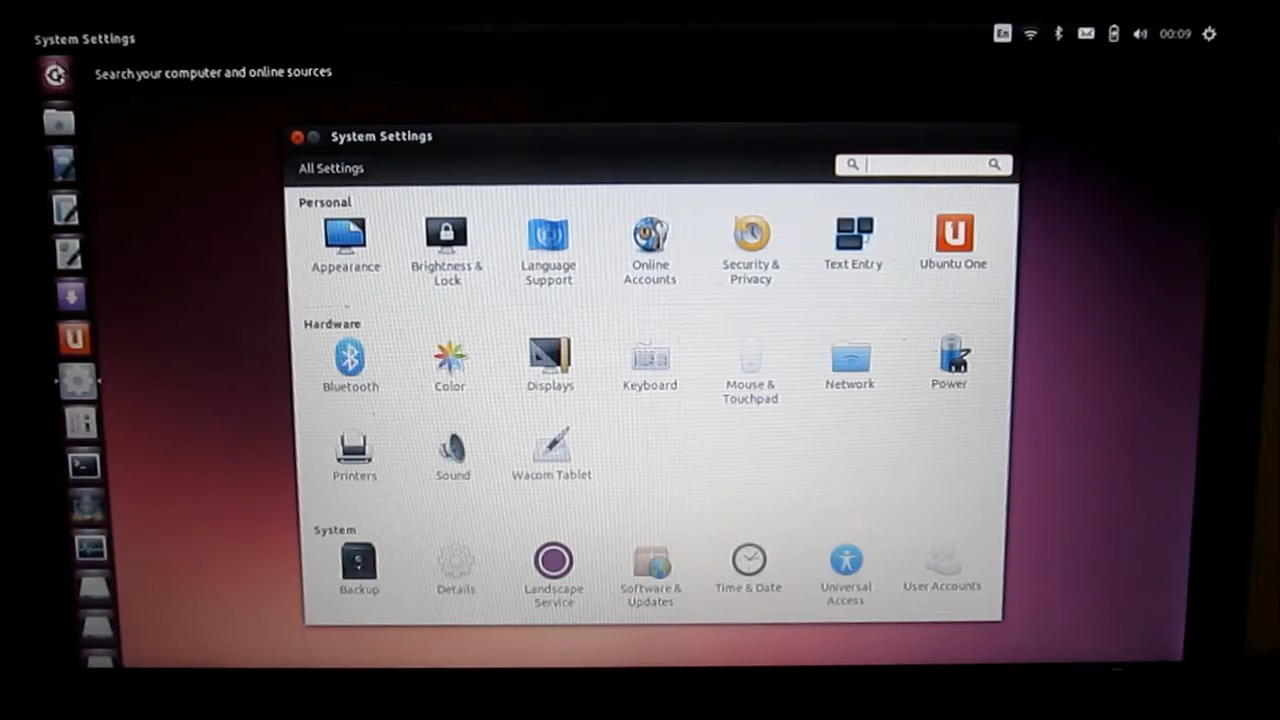 System Settings
En
00:09
Search your computer and online sources
System Settings
All Settings
Personal
Appearance
Brightness &
Lock
Language
Support
Online
Accounts
Security &
Privacy
Text Entry
Ubuntu One
Hardware
Bluetooth
Color
Displays
Keyboard
Mouse &
Touchpad
Network
Power
Printers
Sound
Wacom Tablet
System
Backup
Details
Landscape
Service
Software &
Updates
Time & Date
Universal
Access
User Accounts